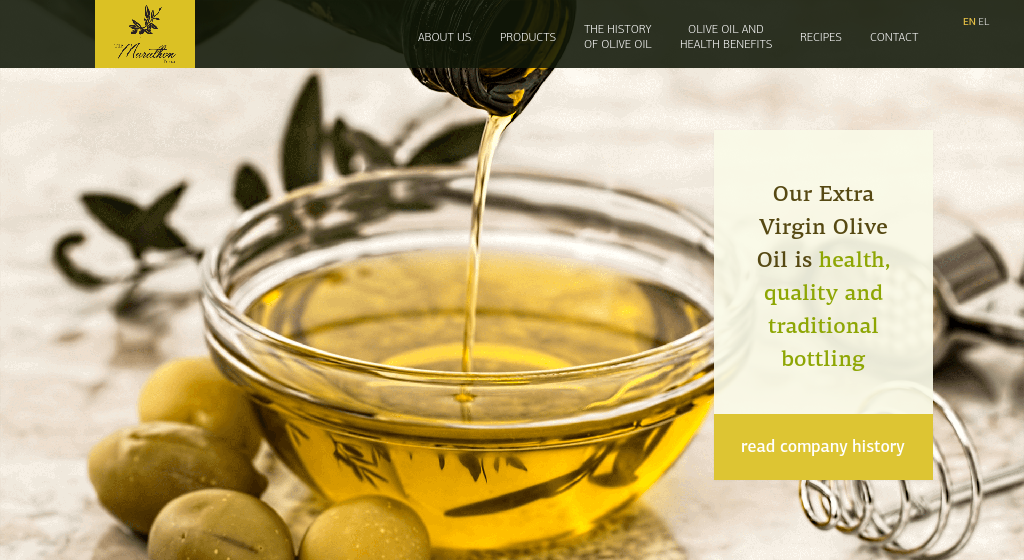 Marathon
ABOUT US
PRODUCTS
THE HISTORY
OF OLIVE OIL
OLIVE OIL AND
HEALTH BENEFITS
RECIPES
CONTACT
EN EL
Our Extra
Virgin Olive
Oil is health,
quality and
traditional
bottling
read company history